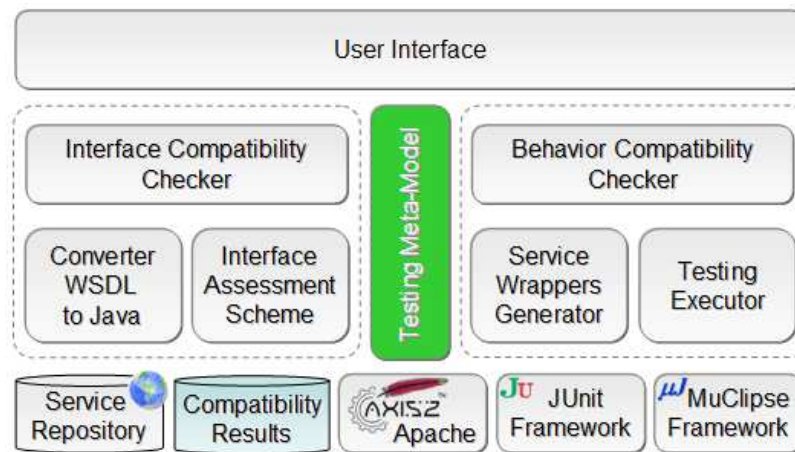 User Interface
Interface Compatibility
Checker
Converter
WSDL
to Java
Interface
Assessment
Scheme
Testing Meta-Model
Behavior Compatibility
Checker
Service
Wrappers
Generator
Testing
Executor
Service
Repository
Compatibility
Results
AXIS2 ™
Apache
JU JUnit
Framework
μJ MuClipse
Framework